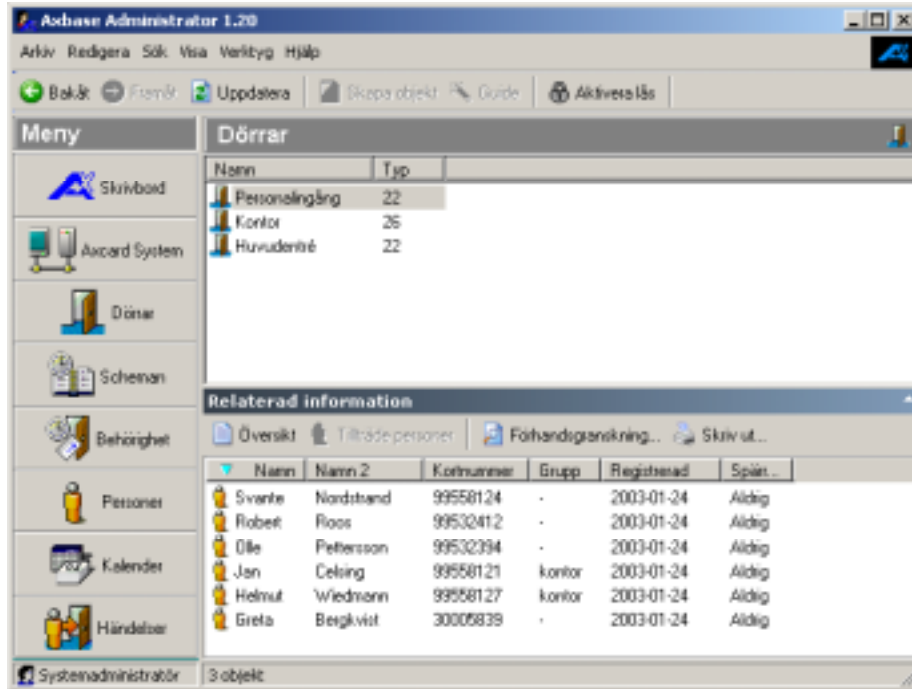 Axbase Administrator 1.20
Arkiv Redigera Sök Visa Verktyg Hjälp
Bakåt Framåt Uppdatera Skapa objekt Guide Aktivera lås
Meny
Skrivbord
Axcard System
Dörrar
Scheman
Behörighet
Personer
Kalender
Händelser
Dörrar
Namn Typ
Personalingång 22
Kontor 26
Huvudentré 22
Relaterad information
Översikt Tillträde personer Förhandsgranskning... Skriv ut...
Namn Namn 2 Kortnummer Grupp Registrerad Spärr...
Svante Nordstrand 99558124 - 2003-01-24 Aldrig
Robert Roos 99532412 - 2003-01-24 Aldrig
Olle Pettersson 99532394 - 2003-01-24 Aldrig
Jan Celsing 99558121 kontor 2003-01-24 Aldrig
Helmut Wiedmann 99558127 kontor 2003-01-24 Aldrig
Greta Bergkvist 30005839 - 2003-01-24 Aldrig
Systemadministratör 3 objekt